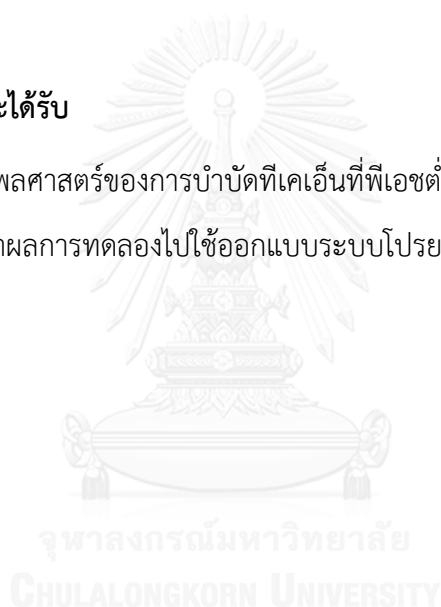 ะได้รับ
พลศาสตร์ของการบำบัดทีเคเอ็นที่พีเอชต่
าผลการทดลองไปใช้ออกแบบระบบโปรย
จุฬาลงกรณ์มหาวิทยาลัย
CHULALONGKORN UNIVERSITY